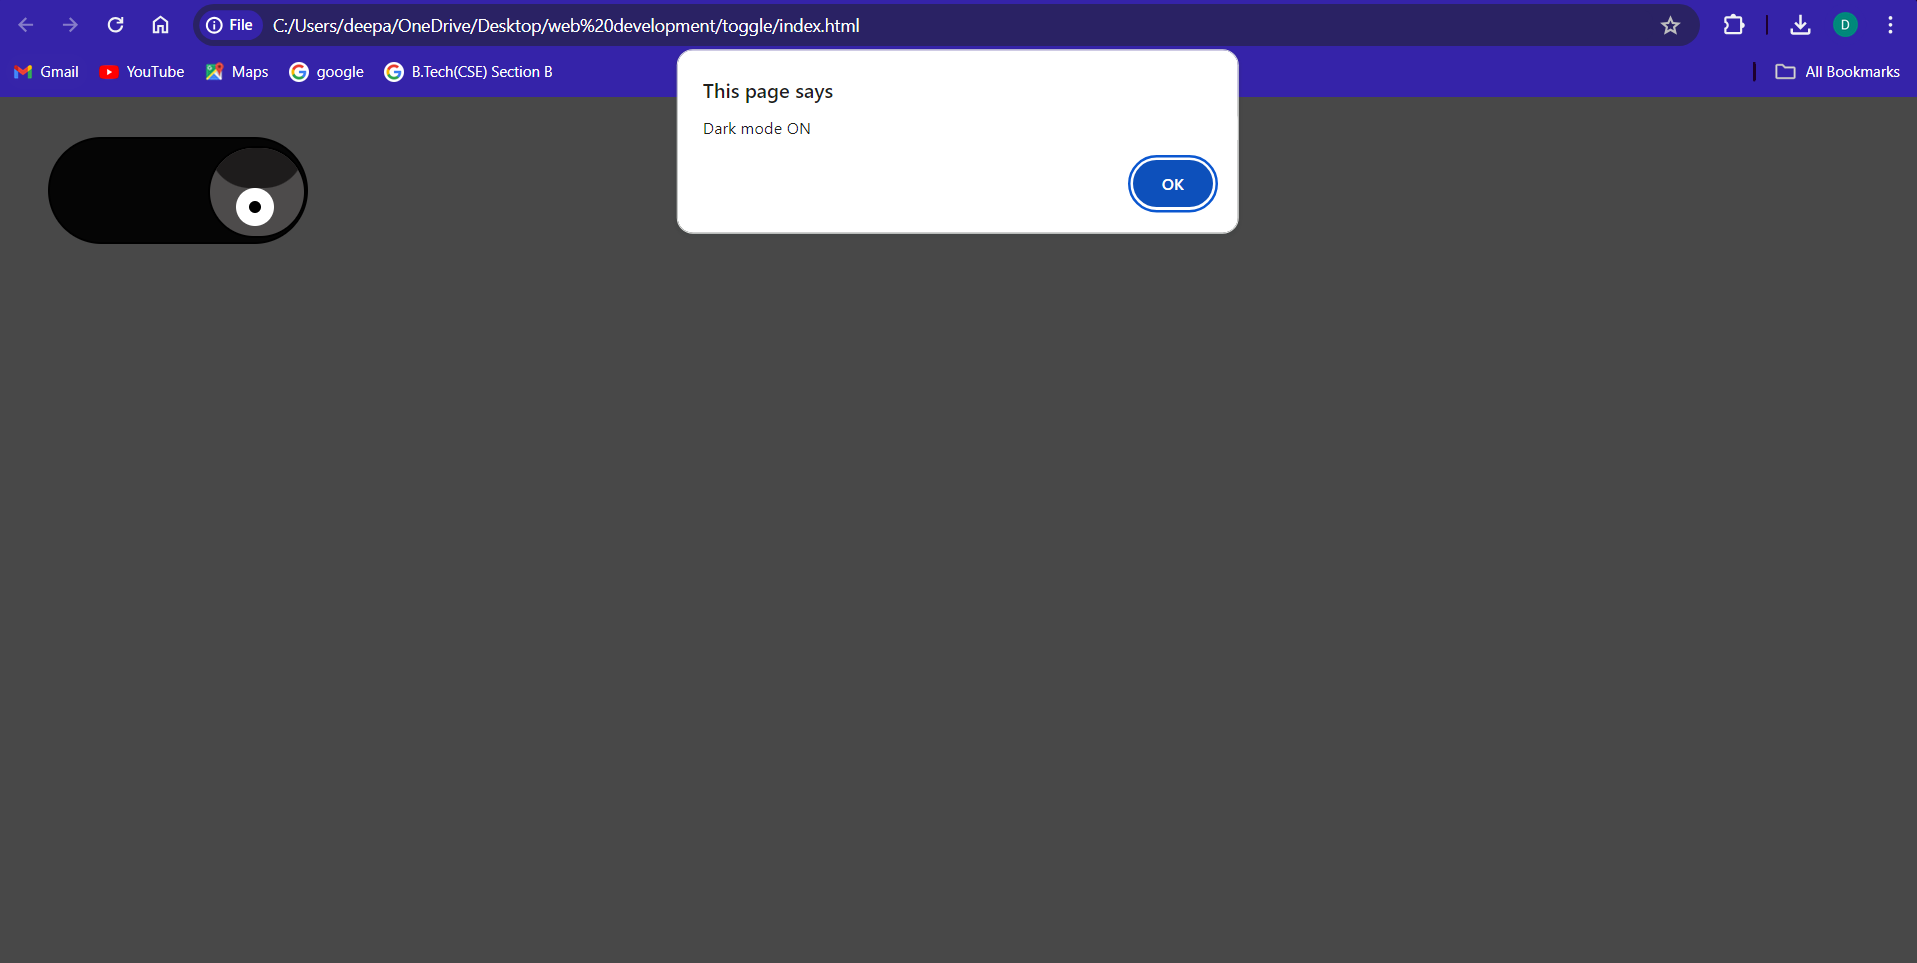 File C:/Users/deepa/OneDrive/Desktop/web%20development/toggle/index.html D
Gmail YouTube Maps google B.Tech(CSE) Section B All Bookmarks
This page says
Dark mode ON
OK